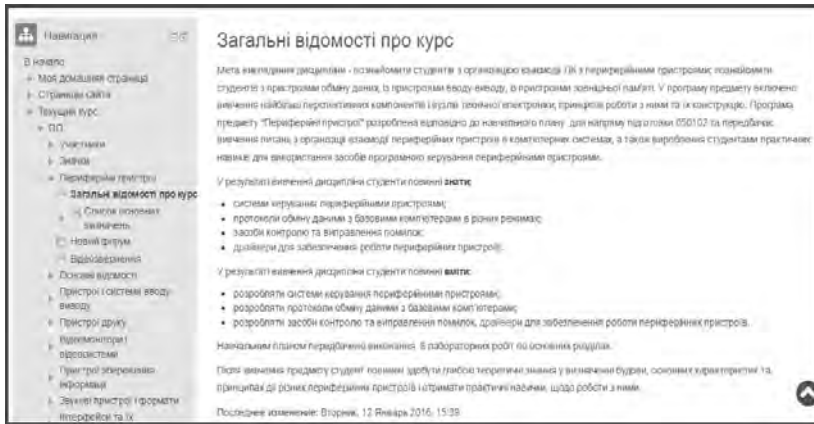 Навигация
В начало
Моя домашняя страница
Страницы сайта
Текущий курс
ПП
Участники
Значки
Периферійні пристрої
Загальні відомості про курс
Список основних
визначень
Новий форум
Відеозвернення
Основні відомості
Пристрої і системи вводу-
виводу
Пристрої друку
Відеомонітори і
відеосистеми
Пристрої збереження
інформації
Звукові пристрої і формати
Інтерфейси та їх
Загальні відомості про курс
Мета викладання дисципліни - познайомити студентів з організацією взаємодії ПК з периферійними пристроями; познайомити
студентів з пристроями обміну даних, із пристроями вводу-виводу, із пристроями зовнішньої пам'яті. У програму предмету включено
вивчення найбільш перспективних компонентів і вузлів технічної електроніки, принципів роботи з ними та їх конструкцію. Програма
предмету "Периферійні пристрої" розроблена відповідно до навчального плану для напряму підготовки 050102 та передбачає
вивчення питань з організації взаємодії периферійних пристроїв в комп'ютерних системах, а також вироблення студентами практичних
навиків для використання засобів програмного керування периферійними пристроями.
У результаті вивчення дисципліни студенти повинні знати:
• системи керування периферійними пристроями;
• протоколи обміну даними з базовими комп'ютерами в різних режимах;
• засоби контролю та виправлення помилок;
• драйвери для забезпечення роботи периферійних пристроїв.
У результаті вивчення дисципліни студенти повинні вміти:
• розробляти системи керування периферійними пристроями;
• розробляти протоколи обміну даними з базовими комп'ютерами;
• розробляти засоби контролю та виправлення помилок, драйвери для забезпечення роботи периферійних пристроїв.
Навчальним планом передбачено виконання 8 лабораторних робіт по основних розділах.
Після вивчення предмету студент повинен здобути глибокі теоретичні знання у визначенні будови, основних характеристик та
принципах дії різних периферійних пристроїв і отримати практичні навички, щодо роботи з ними.
Последнее изменение: Вторник, 12 Январь 2016, 15:39